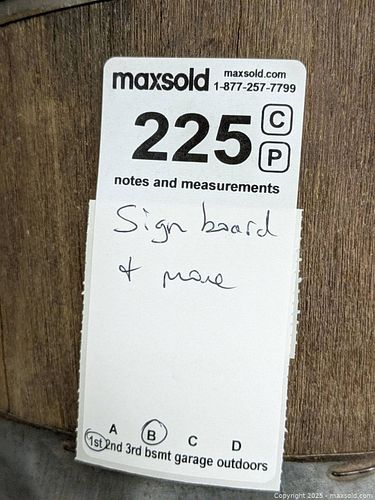 maxsold maxsold.com
1-877-257-7799
225 C
P
notes and measurements
Sign board
+ more
A B C D
1st 2nd 3rd bsmt garage outdoors
Copyright 2025 - maxsold.com